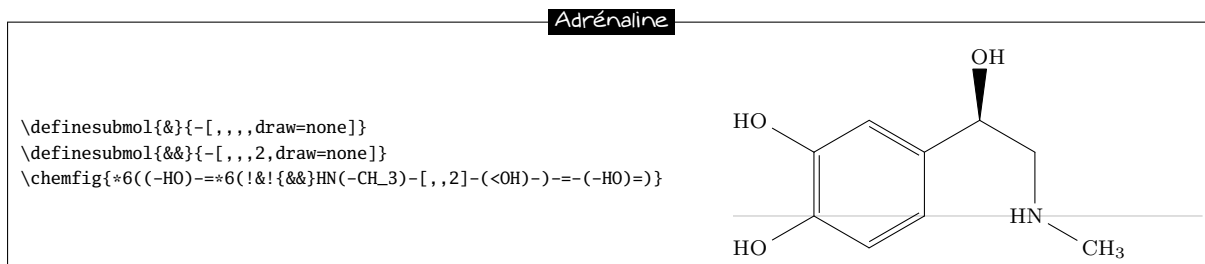 Adrénaline
\definesubmol{&}{-[,,,,draw=none]}
\definesubmol{&&}{-[,,,2,draw=none]}
\chemfig{*6((-HO)-=*6(!&!{&&}HN(-CH_3)-[,,2]-(<OH)-)-=-(-HO)=)}
OH
HO
HN
HO
CH3